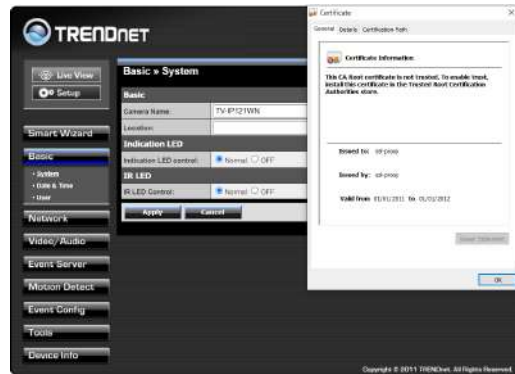 TRENDNET
Live View
Setup
Smart Wizard
Basic
• System
• Date & Time
• User
Network
Video/Audio
Event Server
Motion Detect
Event Config
Tools
Device Info
Basic » System
Basic
Camera Name: TV-IP121WN
Location:
Indication LED
Indication LED control: Normal OFF
IR LED
IR LED Control: Normal OFF
Apply Cancel
Certificate
General Details Certification Path
Certificate Information
This CA Root certificate is not trusted. To enable trust,
install this certificate in the Trusted Root Certification
Authorities store.
Issued to:
Issued by:
Valid from 01/01/2011 to 01/01/2012
Issuer Statement
OK
Copyright © 2011 TRENDnet. All Rights Reserved.